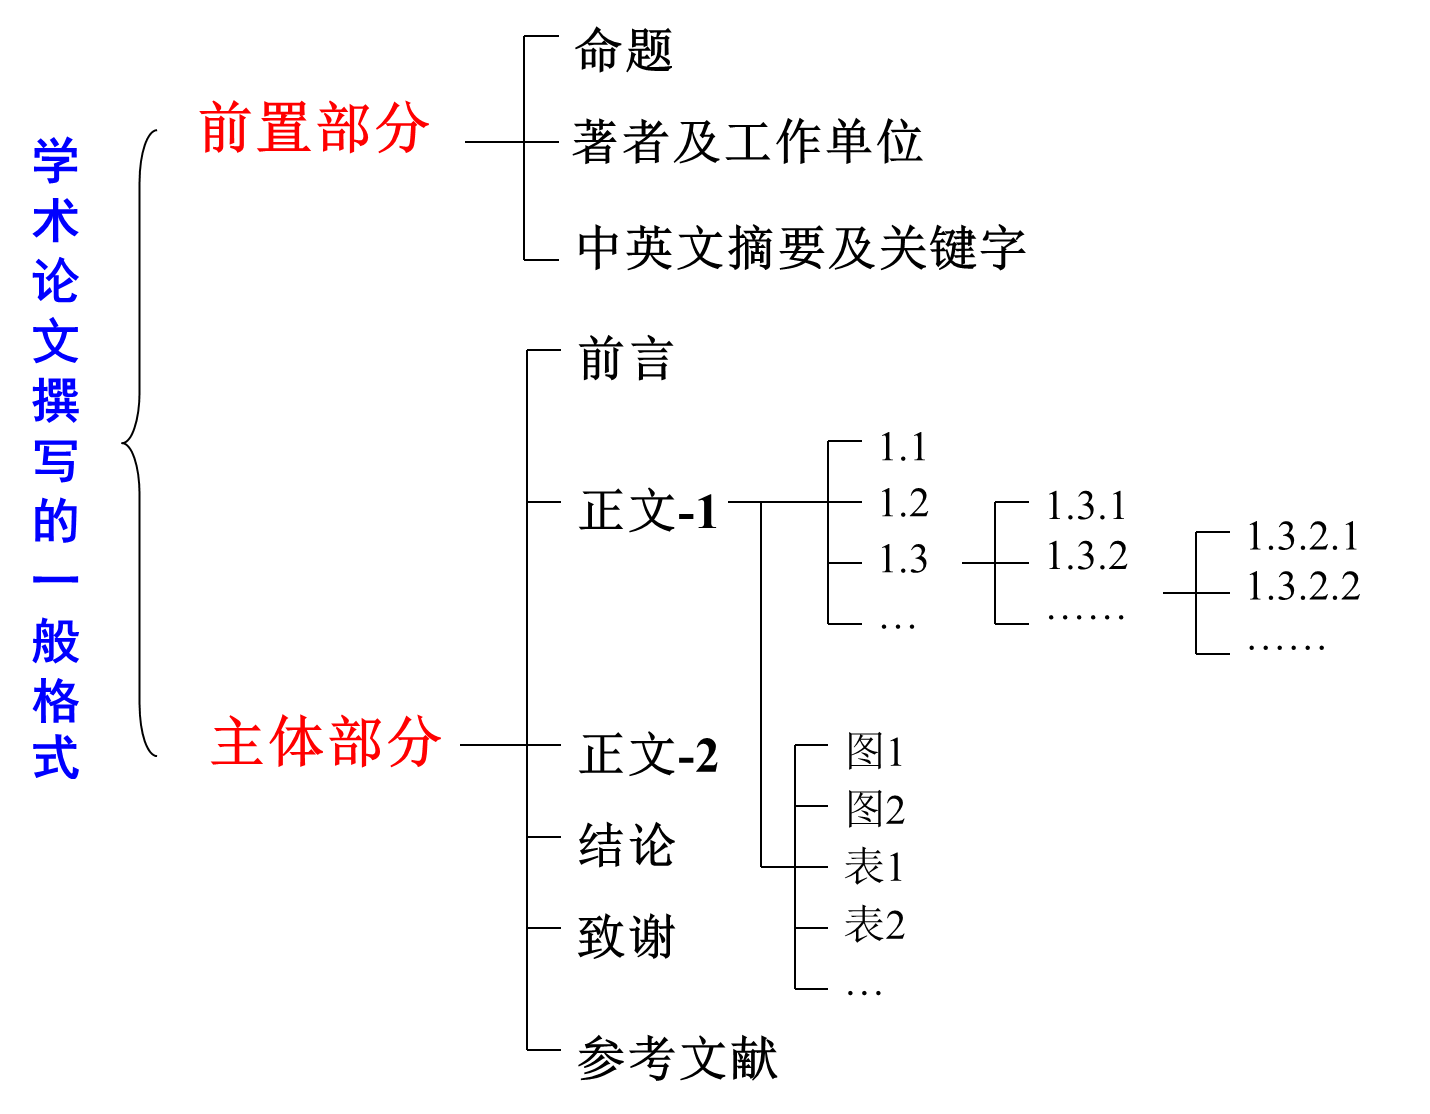 学术论文撰写的一般格式
前置部分
命题
著者及工作单位
中英文摘要及关键字
主体部分
前言
正文-1
1.1
1.2
1.3
…
1.3.1
1.3.2
……
1.3.2.1
1.3.2.2
……
图1
图2
表1
表2
…
正文-2
结论
致谢
参考文献